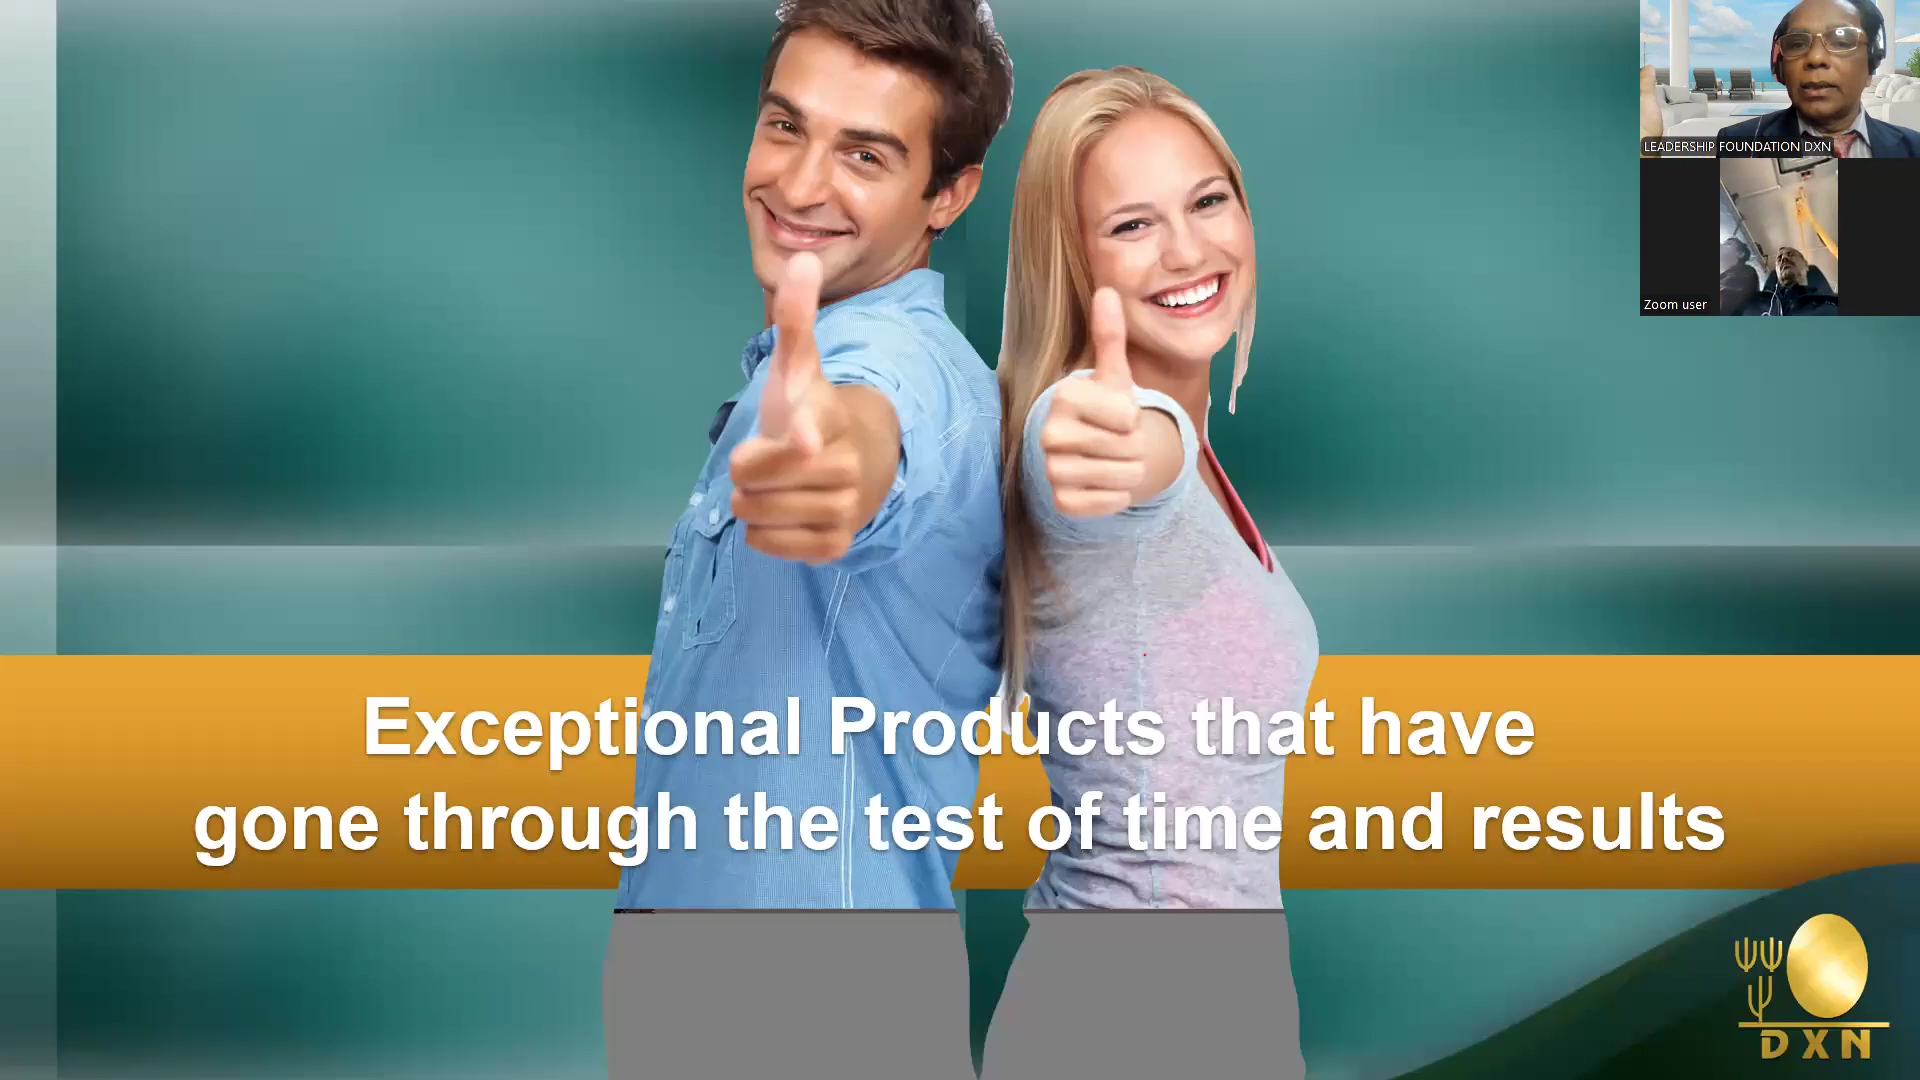 LEADERSHIP FOUNDATION DXN
Zoom user
Exceptional Products that have
gone through the test of time and results
DXN